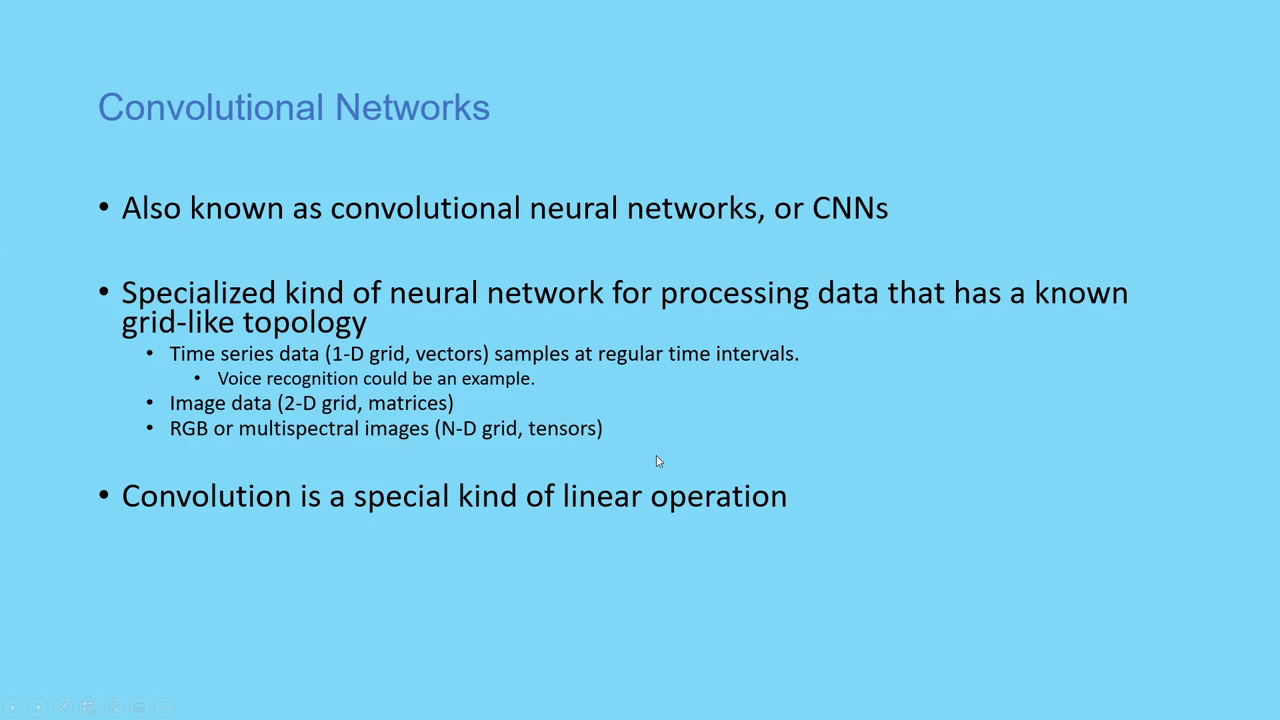 Convolutional Networks
• Also known as convolutional neural networks, or CNNs
• Specialized kind of neural network for processing data that has a known
grid-like topology
• Time series data (1-D grid, vectors) samples at regular time intervals.
• Voice recognition could be an example.
• Image data (2-D grid, matrices)
• RGB or multispectral images (N-D grid, tensors)
• Convolution is a special kind of linear operation